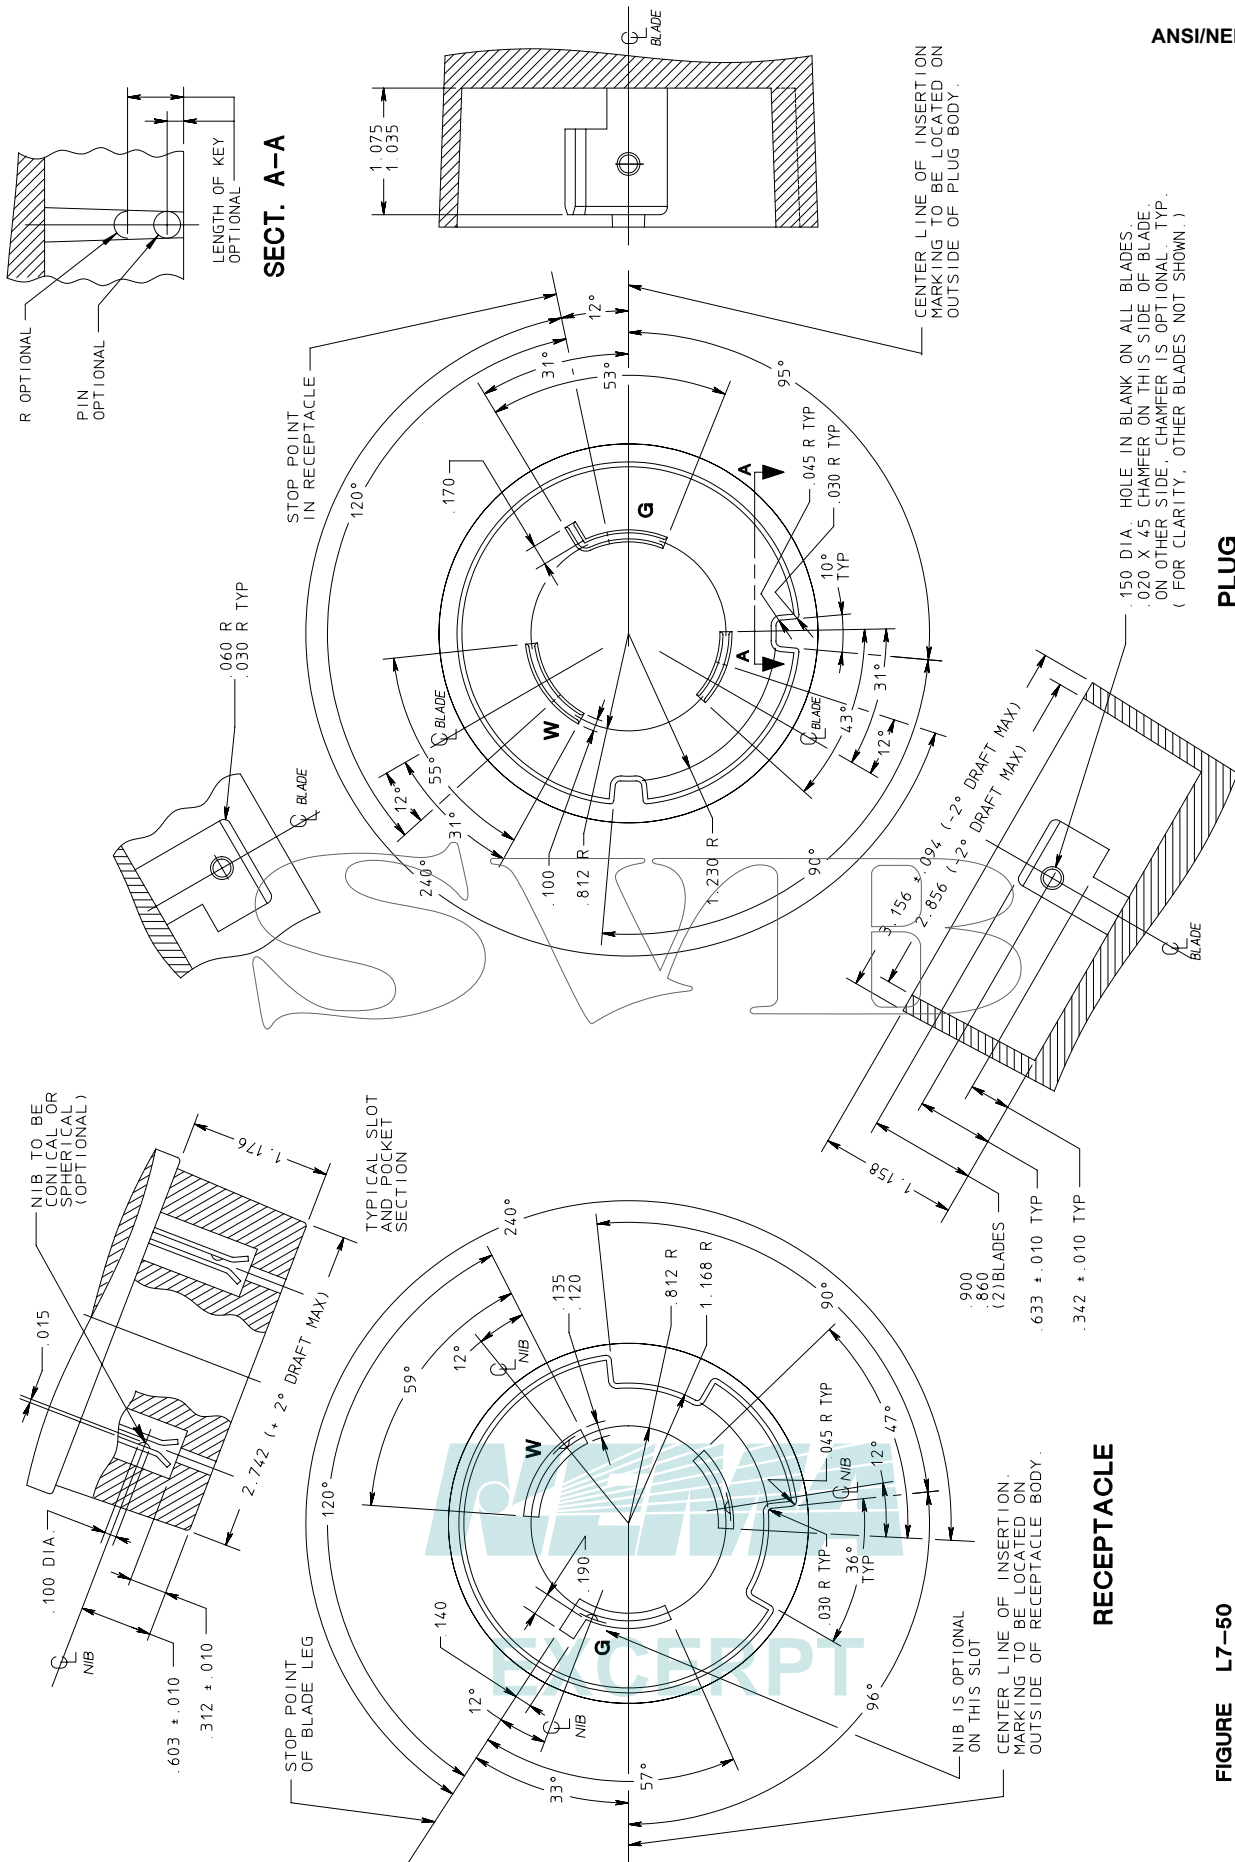 ANSI/NE
R OPTIONAL
PIN
OPTIONAL
LENGTH OF KEY
OPTIONAL
SECT. A-A
1.075
1.035
℄ BLADE
CENTER LINE OF INSERTION
MARKING TO BE LOCATED ON
OUTSIDE OF PLUG BODY.
STOP POINT
IN RECEPTACLE
120°
12°
31°
53°
95°
.170
G
W
A
A
.045 R TYP
.030 R TYP
10°
TYP
31°
43°
12°
90°
1.230 R
.812 R
.100
240°
31°
12°
55°
℄ BLADE
℄ BLADE
.060 R
.030 R TYP
℄ BLADE
.150 DIA. HOLE IN BLANK ON ALL BLADES.
.020 X 45 CHAMFER ON THIS SIDE OF BLADE.
ON OTHER SIDE, CHAMFER IS OPTIONAL. TYP.
( FOR CLARITY, OTHER BLADES NOT SHOWN.)
PLUG
3.156 ±.094 (-2° DRAFT MAX)
2.856 (-2° DRAFT MAX)
℄ BLADE
1.158
.900
.860
(2)BLADES
.633 ±.010 TYP
.342 ±.010 TYP
NIB TO BE
CONICAL OR
SPHERICAL
(OPTIONAL)
.015
1.176
TYPICAL SLOT
AND POCKET
SECTION
2.742 (+ 2° DRAFT MAX)
.100 DIA.
℄ NIB
.603 ±.010
.312 ±.010
STOP POINT
OF BLADE LEG
120°
240°
59°
12°
℄ NIB
.135
.120
.812 R
1.168 R
90°
47°
12°
℄ NIB
.045 R TYP
.030 R TYP
36°
TYP
96°
57°
33°
12°
℄ NIB
.140
.190
W
G
NIB IS OPTIONAL
ON THIS SLOT
CENTER LINE OF INSERTION.
MARKING TO BE LOCATED ON
OUTSIDE OF RECEPTACLE BODY.
RECEPTACLE
FIGURE L7-50
NEMA
EXCERPT